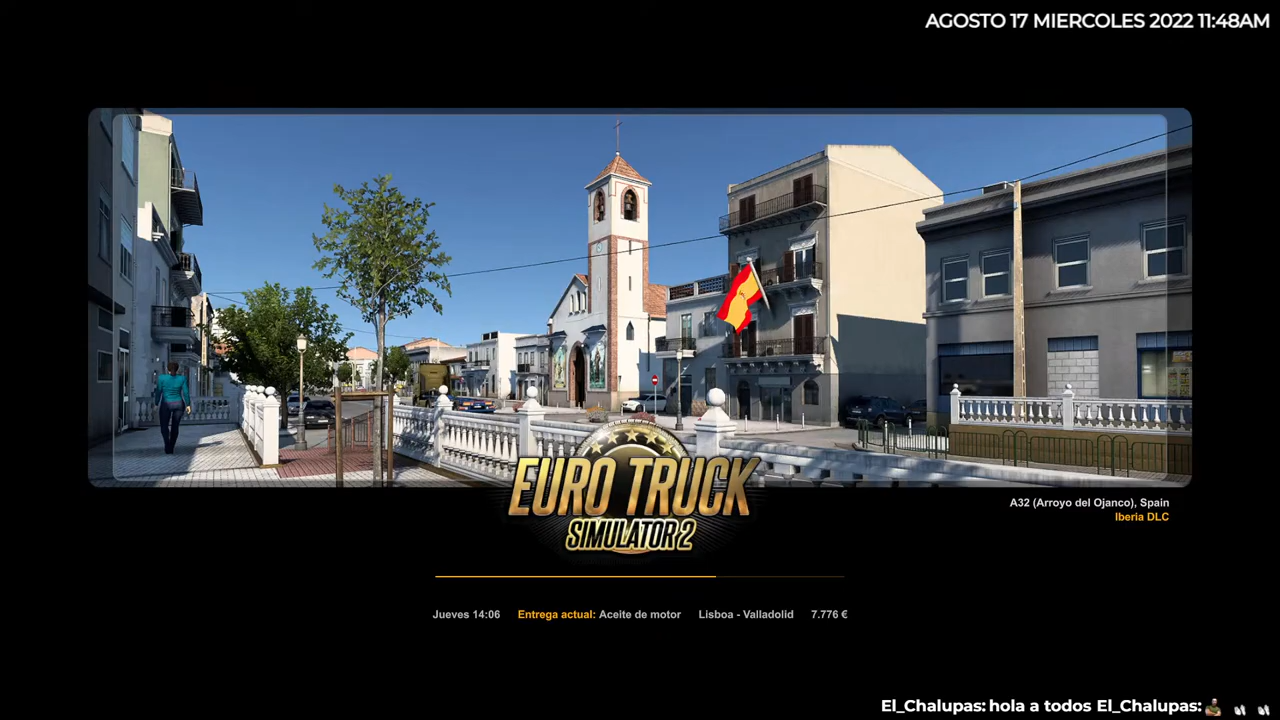 AGOSTO 17 MIERCOLES 2022 11:48AM
EURO TRUCK
SIMULATOR 2
A32 (Arroyo del Ojanco), Spain
Iberia DLC
Jueves 14:06 Entrega actual: Aceite de motor Lisboa - Valladolid 7.776 €
El_Chalupas: hola a todos El_Chalupas: